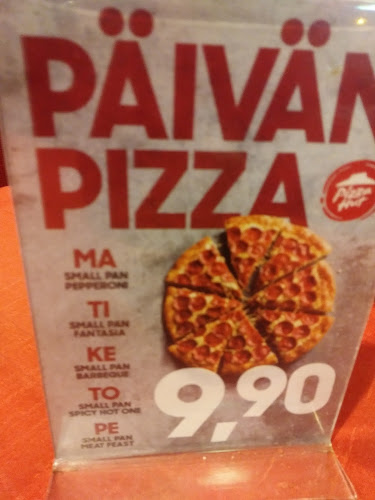 PÄIVÄN
PIZZA
Pizza
Hut
MA
SMALL PAN
PEPPERONI
TI
SMALL PAN
FANTASIA
KE
SMALL PAN
BARBEQUE
TO
SMALL PAN
SPICY HOT ONE
PE
SMALL PAN
MEAT FEAST
9,90